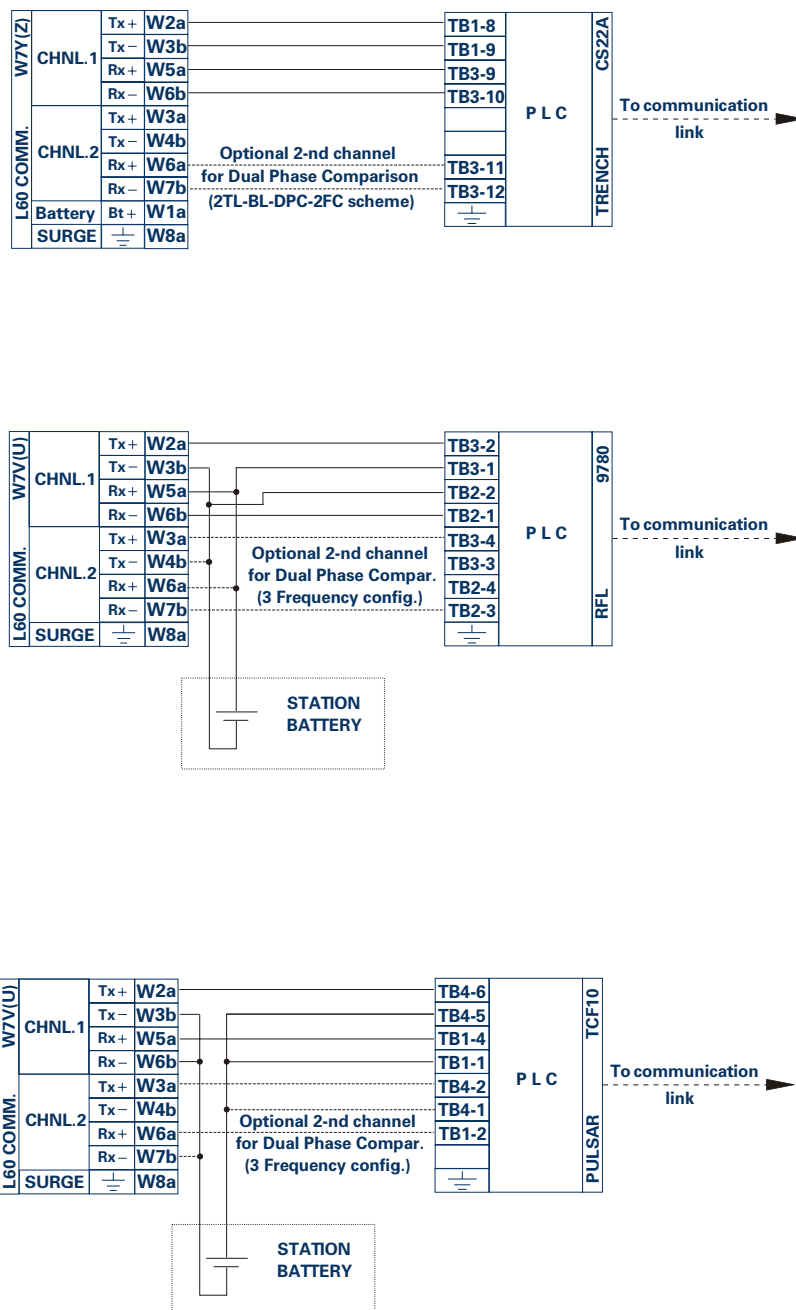 W7Y(Z)
L60 COMM.
CHNL.1
Tx+ W2a
Tx− W3b
Rx+ W5a
Rx− W6b
CHNL.2
Tx+ W3a
Tx− W4b
Rx+ W6a
Rx− W7b
Battery Bt+ W1a
SURGE W8a
Optional 2-nd channel
for Dual Phase Comparison
(2TL-BL-DPC-2FC scheme)
TB1-8
TB1-9
TB3-9
TB3-10
TB3-11
TB3-12
P L C
CS22A
TRENCH
To communication
link
W7V(U)
L60 COMM.
CHNL.1
Tx+ W2a
Tx− W3b
Rx+ W5a
Rx− W6b
CHNL.2
Tx+ W3a
Tx− W4b
Rx+ W6a
Rx− W7b
SURGE W8a
Optional 2-nd channel
for Dual Phase Compar.
(3 Frequency config.)
TB3-2
TB3-1
TB2-2
TB2-1
TB3-4
TB3-3
TB2-4
TB2-3
P L C
9780
RFL
To communication
link
STATION
BATTERY
W7V(U)
L60 COMM.
CHNL.1
Tx+ W2a
Tx− W3b
Rx+ W5a
Rx− W6b
CHNL.2
Tx+ W3a
Tx− W4b
Rx+ W6a
Rx− W7b
SURGE W8a
Optional 2-nd channel
for Dual Phase Compar.
(3 Frequency config.)
TB4-6
TB4-5
TB1-4
TB1-1
TB4-2
TB4-1
TB1-2
P L C
TCF10
PULSAR
To communication
link
STATION
BATTERY